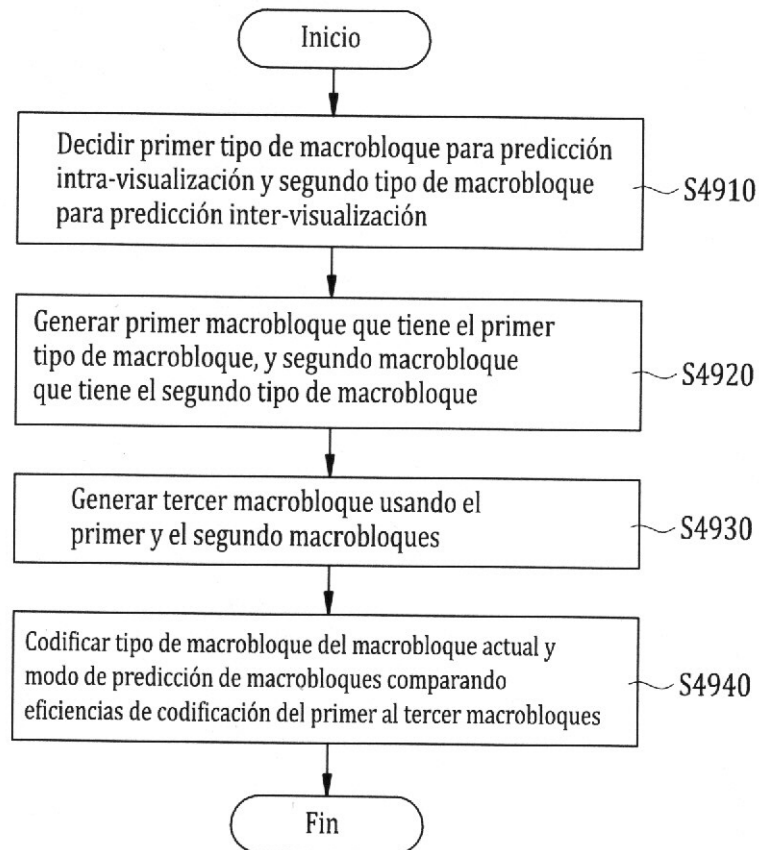 Inicio
Decidir primer tipo de macrobloque para predicción
intra-visualización y segundo tipo de macrobloque
para predicción inter-visualización
S4910
Generar primer macrobloque que tiene el primer
tipo de macrobloque, y segundo macrobloque
que tiene el segundo tipo de macrobloque
S4920
Generar tercer macrobloque usando el
primer y el segundo macrobloques
S4930
Codificar tipo de macrobloque del macrobloque actual y
modo de predicción de macrobloques comparando
eficiencias de codificación del primer al tercer macrobloques
S4940
Fin